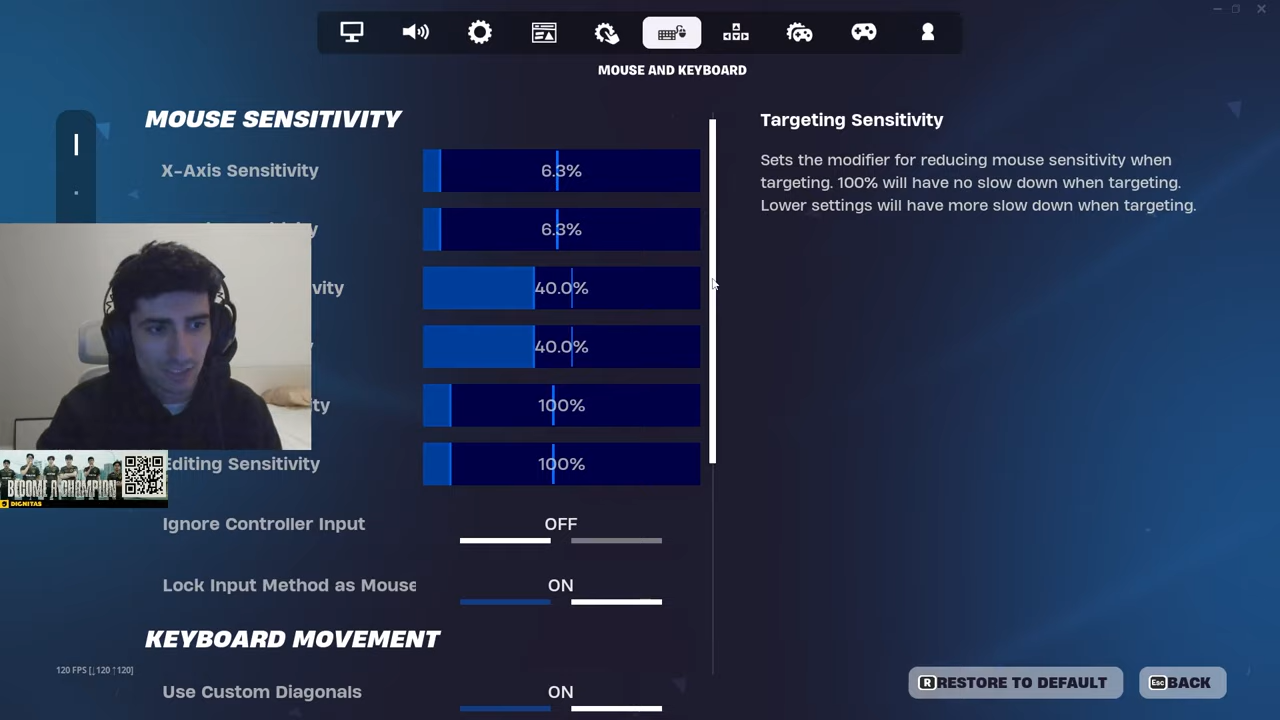 MOUSE AND KEYBOARD
MOUSE SENSITIVITY
X-Axis Sensitivity
6.3%
6.3%
40.0%
40.0%
100%
Editing Sensitivity
100%
Ignore Controller Input
OFF
Lock Input Method as Mouse
ON
KEYBOARD MOVEMENT
Use Custom Diagonals
ON
Targeting Sensitivity
Sets the modifier for reducing mouse sensitivity when
targeting. 100% will have no slow down when targeting.
Lower settings will have more slow down when targeting.
BECOME A CHAMPION
DIGNITAS
120 FPS [↓120 ↑120]
R RESTORE TO DEFAULT
Esc BACK